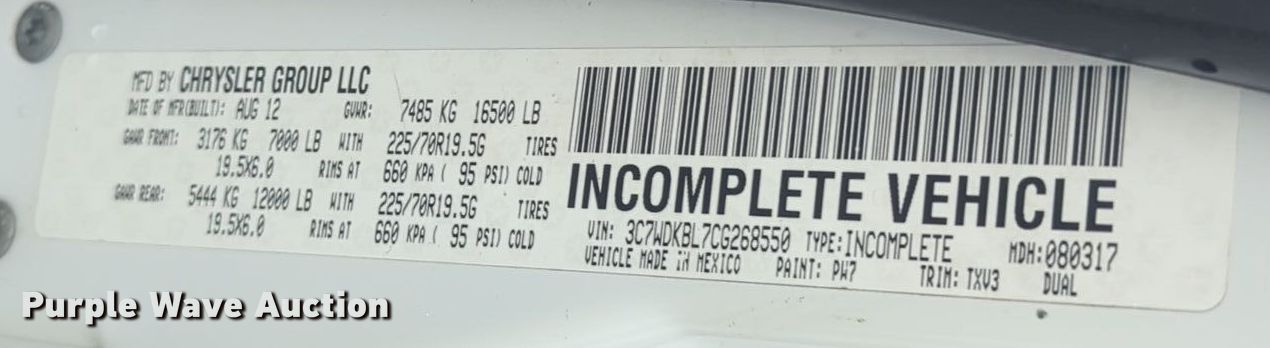 MFD BY CHRYSLER GROUP LLC
DATE OF MFR(BUILT): AUG 12 GVWR: 7485 KG 16500 LB
GAWR FRONT: 3176 KG 7000 LB WITH 225/70R19.5G TIRES
19.5X6.0 RIMS AT 660 KPA ( 95 PSI) COLD
GAWR REAR: 5444 KG 12000 LB WITH 225/70R19.5G TIRES
19.5X6.0 RIMS AT 660 KPA ( 95 PSI) COLD
INCOMPLETE VEHICLE
VIN: 3C7WDKBL7CG268550 TYPE:INCOMPLETE MDH:080317
VEHICLE MADE IN MEXICO PAINT: PW7 TRIM: TXV3 DUAL
Purple Wave Auction